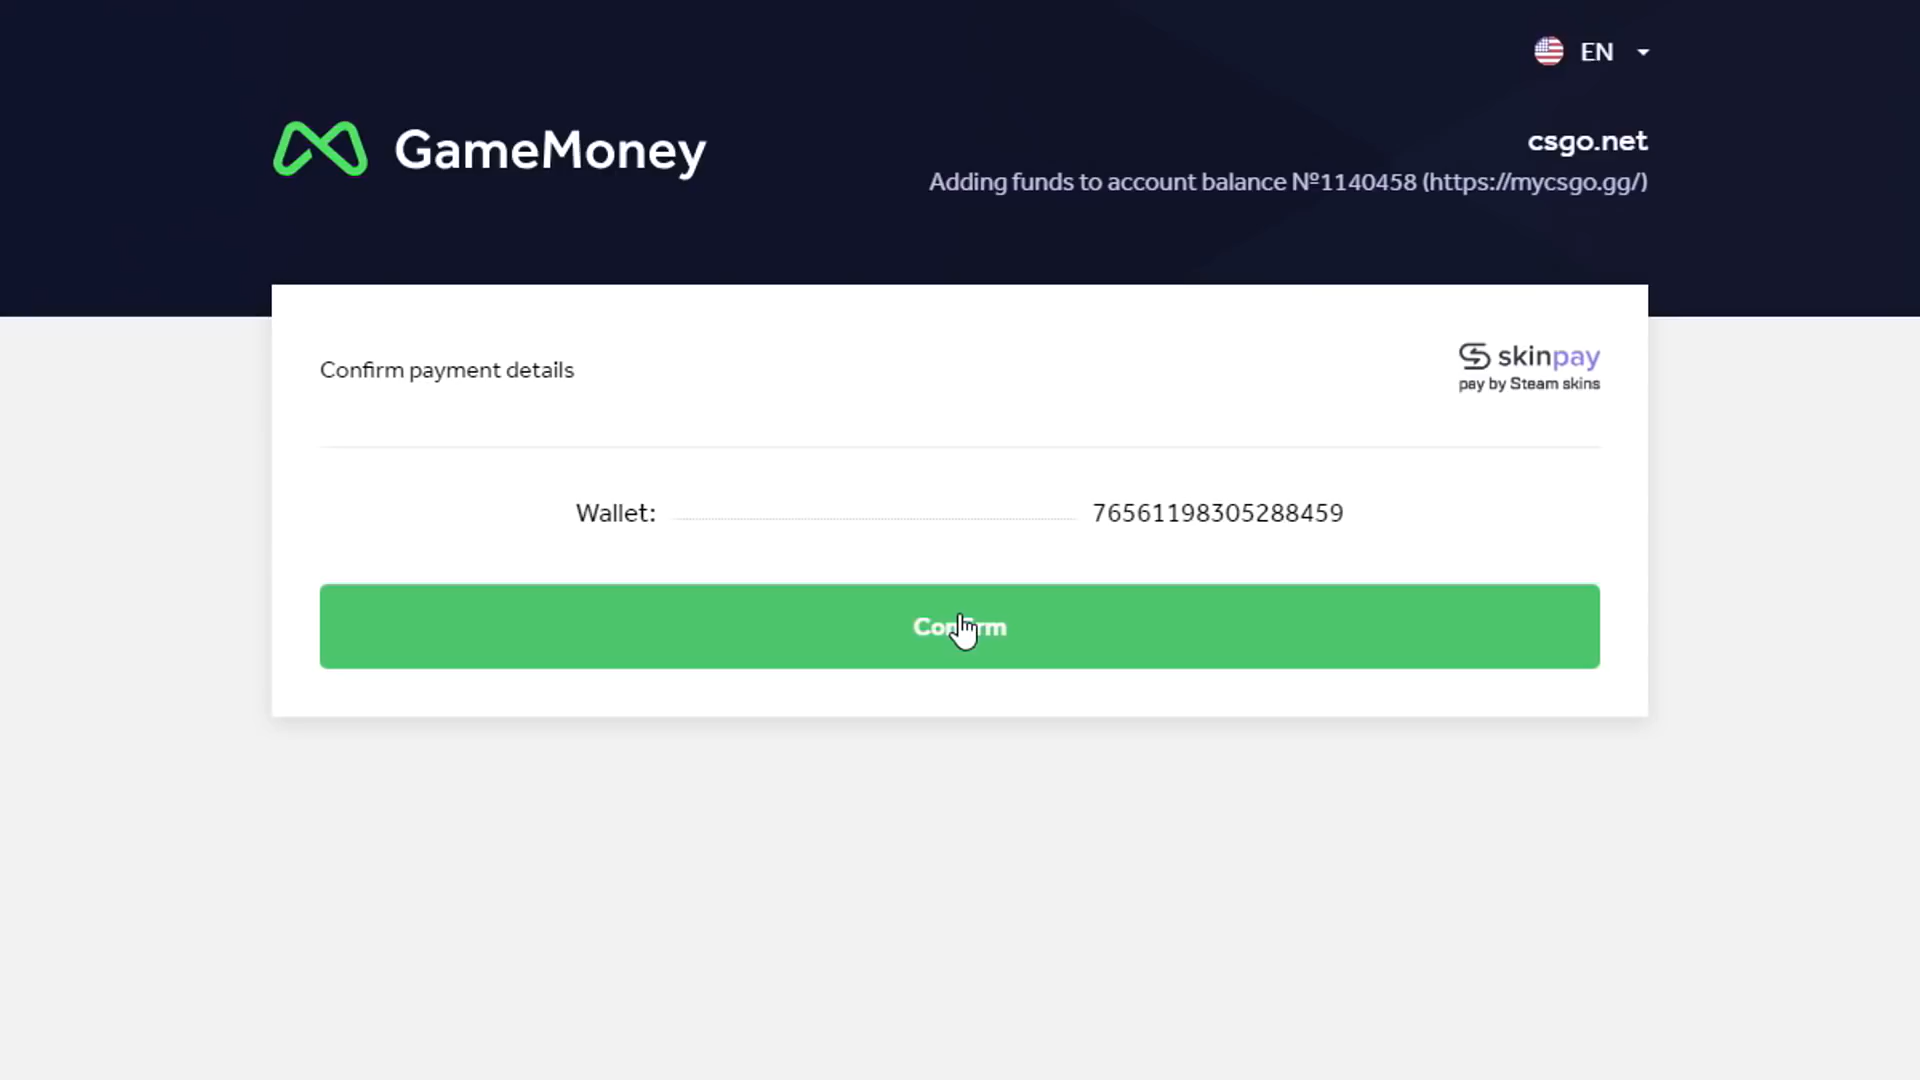 EN
GameMoney
csgo.net
Adding funds to account balance №1140458 (https://mycsgo.gg/)
Confirm payment details
skinpay
pay by Steam skins
Wallet: 76561198305288459
Confirm